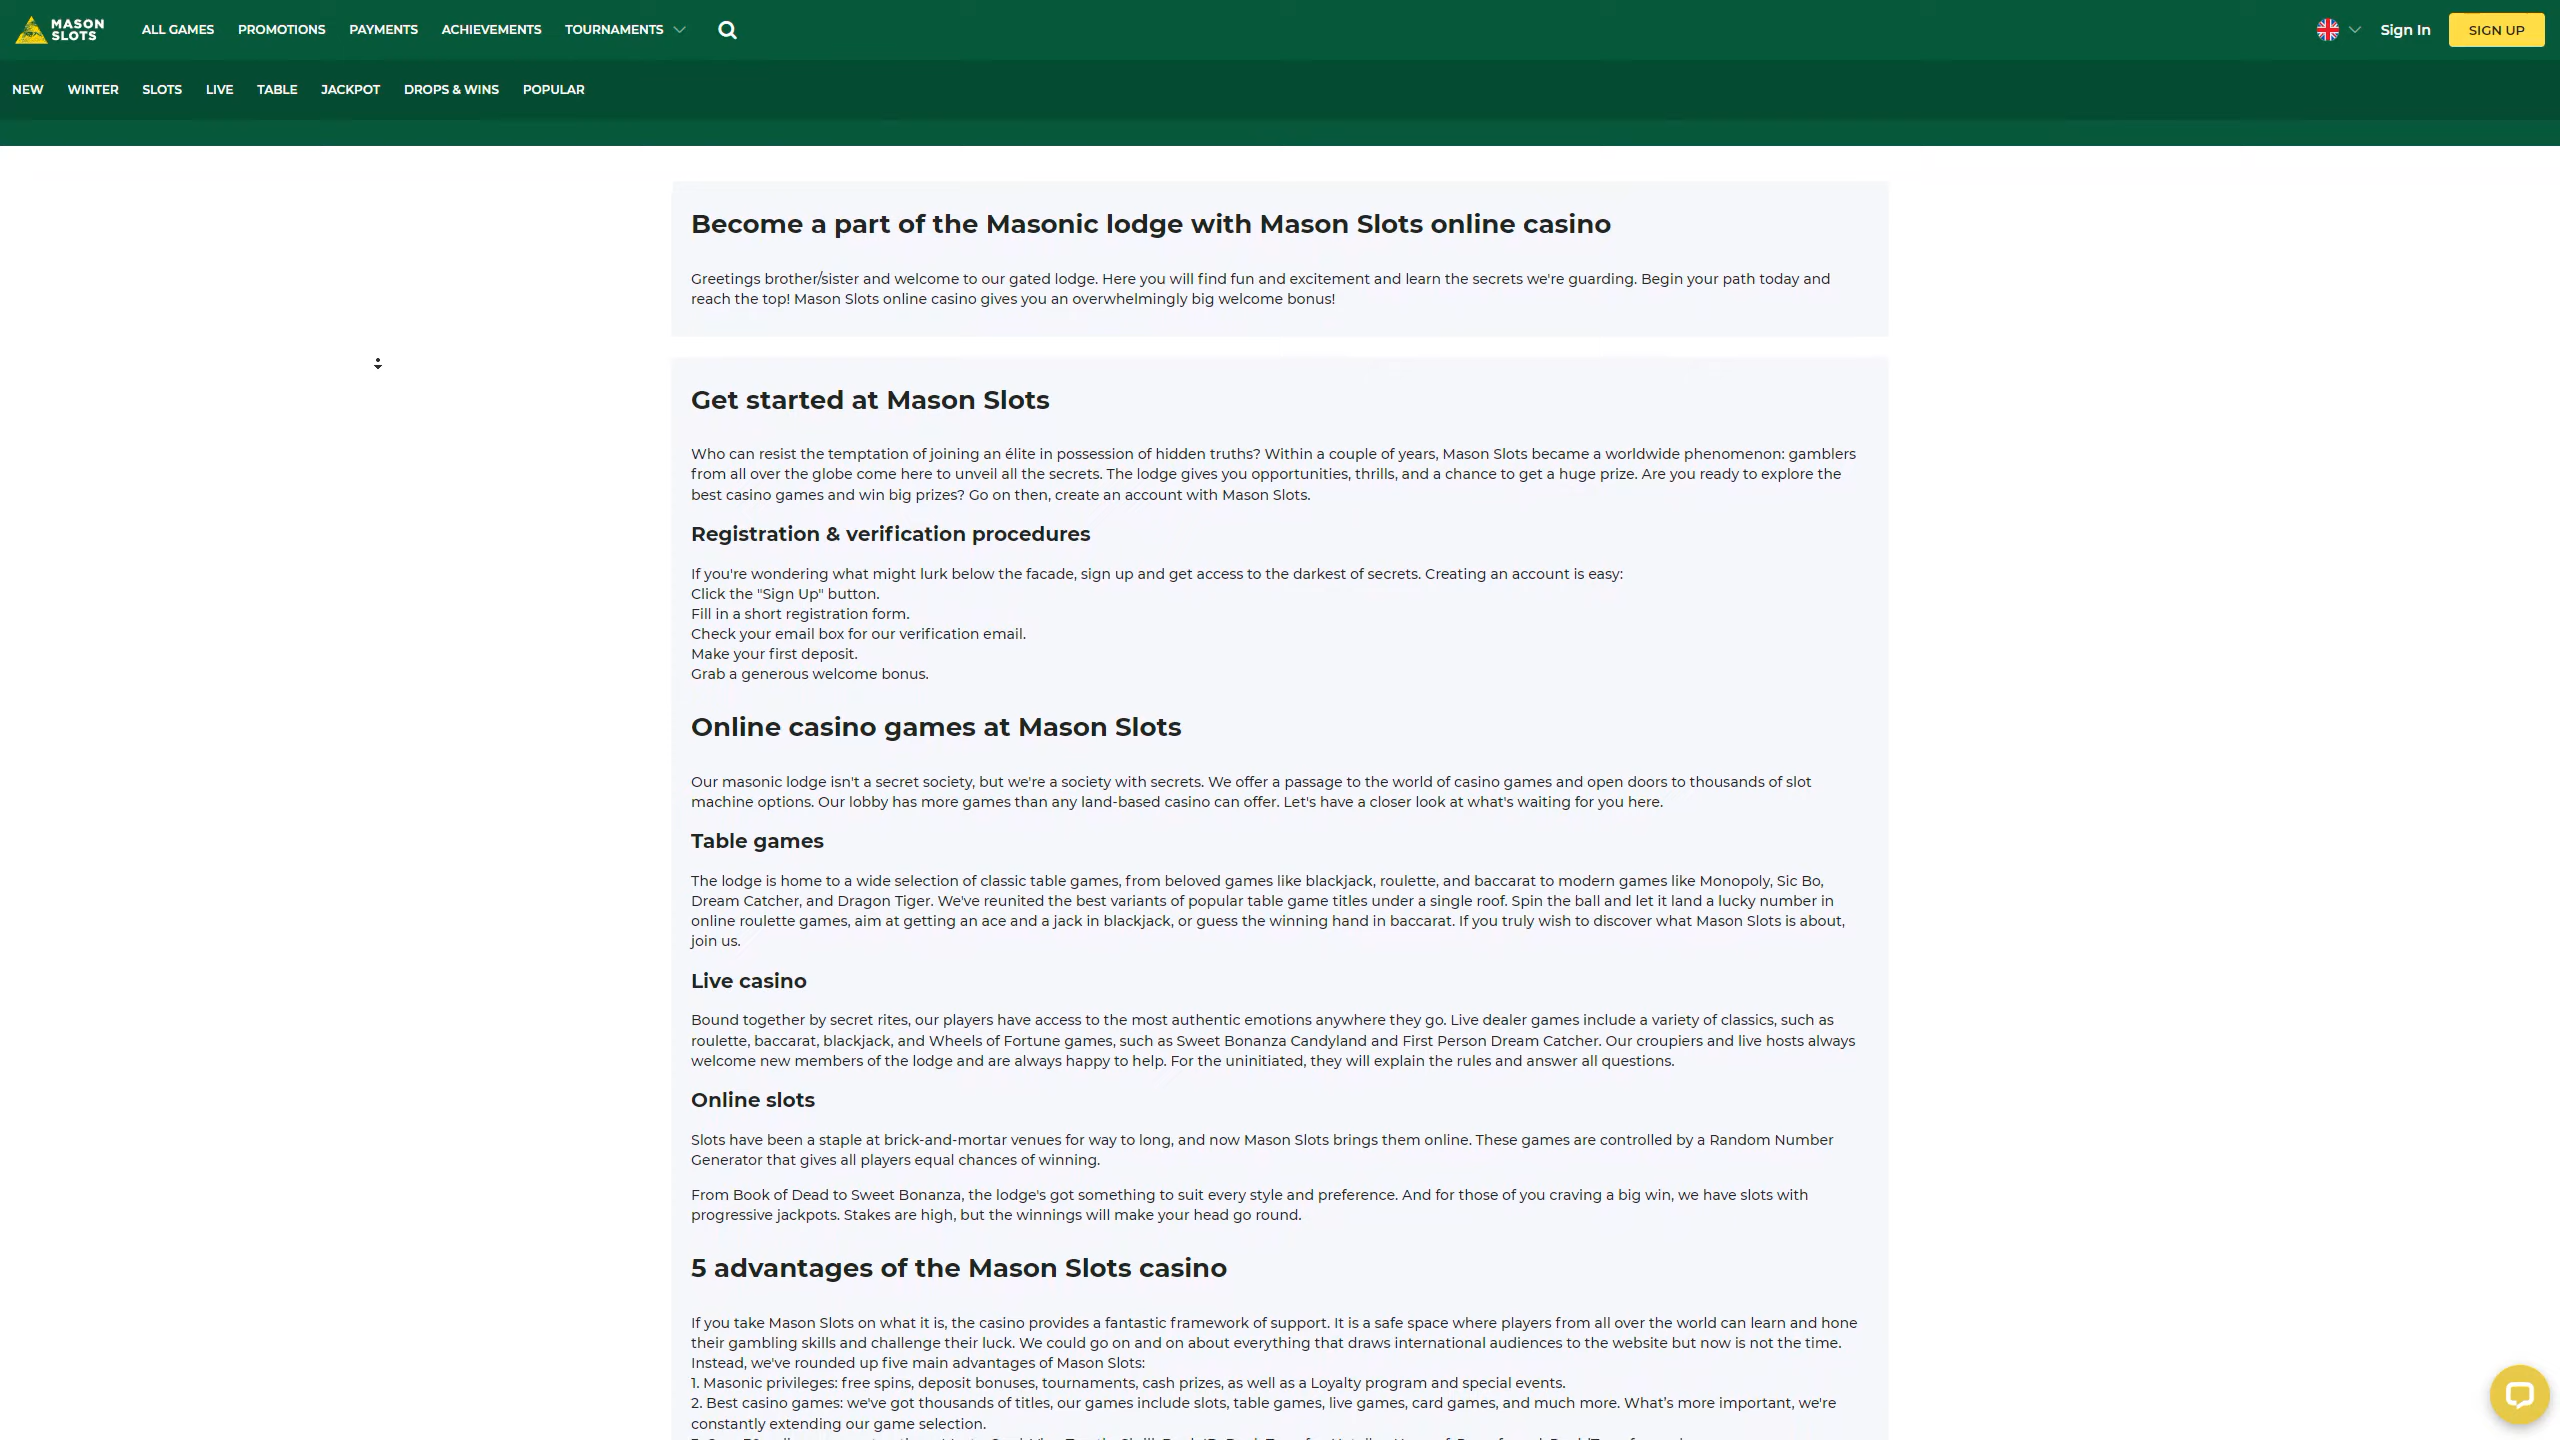 MASON
SLOTS
ALL GAMES
PROMOTIONS
PAYMENTS
ACHIEVEMENTS
TOURNAMENTS
Sign In
SIGN UP
NEW
WINTER
SLOTS
LIVE
TABLE
JACKPOT
DROPS & WINS
POPULAR
Become a part of the Masonic lodge with Mason Slots online casino
Greetings brother/sister and welcome to our gated lodge. Here you will find fun and excitement and learn the secrets we're guarding. Begin your path today and
reach the top! Mason Slots online casino gives you an overwhelmingly big welcome bonus!
Get started at Mason Slots
Who can resist the temptation of joining an élite in possession of hidden truths? Within a couple of years, Mason Slots became a worldwide phenomenon: gamblers
from all over the globe come here to unveil all the secrets. The lodge gives you opportunities, thrills, and a chance to get a huge prize. Are you ready to explore the
best casino games and win big prizes? Go on then, create an account with Mason Slots.
Registration & verification procedures
If you're wondering what might lurk below the facade, sign up and get access to the darkest of secrets. Creating an account is easy:
Click the "Sign Up" button.
Fill in a short registration form.
Check your email box for our verification email.
Make your first deposit.
Grab a generous welcome bonus.
Online casino games at Mason Slots
Our masonic lodge isn't a secret society, but we're a society with secrets. We offer a passage to the world of casino games and open doors to thousands of slot
machine options. Our lobby has more games than any land-based casino can offer. Let's have a closer look at what's waiting for you here.
Table games
The lodge is home to a wide selection of classic table games, from beloved games like blackjack, roulette, and baccarat to modern games like Monopoly, Sic Bo,
Dream Catcher, and Dragon Tiger. We've reunited the best variants of popular table game titles under a single roof. Spin the ball and let it land a lucky number in
online roulette games, aim at getting an ace and a jack in blackjack, or guess the winning hand in baccarat. If you truly wish to discover what Mason Slots is about,
join us.
Live casino
Bound together by secret rites, our players have access to the most authentic emotions anywhere they go. Live dealer games include a variety of classics, such as
roulette, baccarat, blackjack, and Wheels of Fortune games, such as Sweet Bonanza Candyland and First Person Dream Catcher. Our croupiers and live hosts always
welcome new members of the lodge and are always happy to help. For the uninitiated, they will explain the rules and answer all questions.
Online slots
Slots have been a staple at brick-and-mortar venues for way to long, and now Mason Slots brings them online. These games are controlled by a Random Number
Generator that gives all players equal chances of winning.
From Book of Dead to Sweet Bonanza, the lodge's got something to suit every style and preference. And for those of you craving a big win, we have slots with
progressive jackpots. Stakes are high, but the winnings will make your head go round.
5 advantages of the Mason Slots casino
If you take Mason Slots on what it is, the casino provides a fantastic framework of support. It is a safe space where players from all over the world can learn and hone
their gambling skills and challenge their luck. We could go on and on about everything that draws international audiences to the website but now is not the time.
Instead, we've rounded up five main advantages of Mason Slots:
1. Masonic privileges: free spins, deposit bonuses, tournaments, cash prizes, as well as a Loyalty program and special events.
2. Best casino games: we've got thousands of titles, our games include slots, table games, live games, card games, and much more. What's more important, we're
constantly extending our game selection.